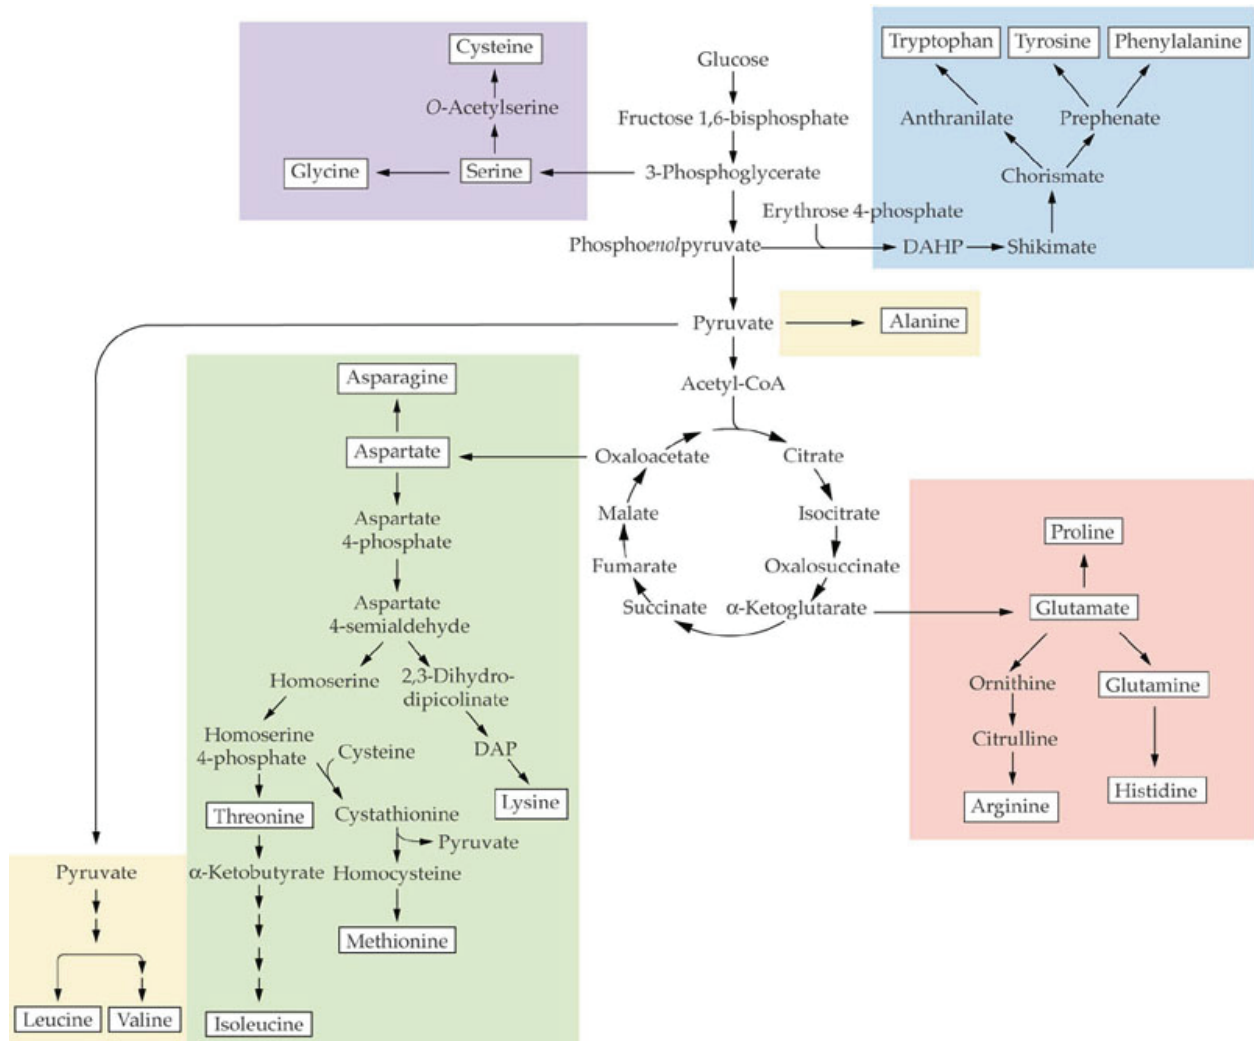 Cysteine
O-Acetylserine
Glycine
Serine
Glucose
Fructose 1,6-bisphosphate
3-Phosphoglycerate
Phosphoenolpyruvate
Erythrose 4-phosphate
Tryptophan
Tyrosine
Phenylalanine
Anthranilate
Prephenate
Chorismate
DAHP
Shikimate
Pyruvate
Alanine
Acetyl-CoA
Oxaloacetate
Citrate
Malate
Isocitrate
Fumarate
Oxalosuccinate
Succinate
α-Ketoglutarate
Asparagine
Aspartate
Aspartate
4-phosphate
Aspartate
4-semialdehyde
Homoserine
2,3-Dihydro-
dipicolinate
Homoserine
4-phosphate
Cysteine
DAP
Threonine
Cystathionine
Lysine
Pyruvate
α-Ketobutyrate
Homocysteine
Methionine
Isoleucine
Proline
Glutamate
Ornithine
Glutamine
Citrulline
Arginine
Histidine
Pyruvate
Leucine
Valine